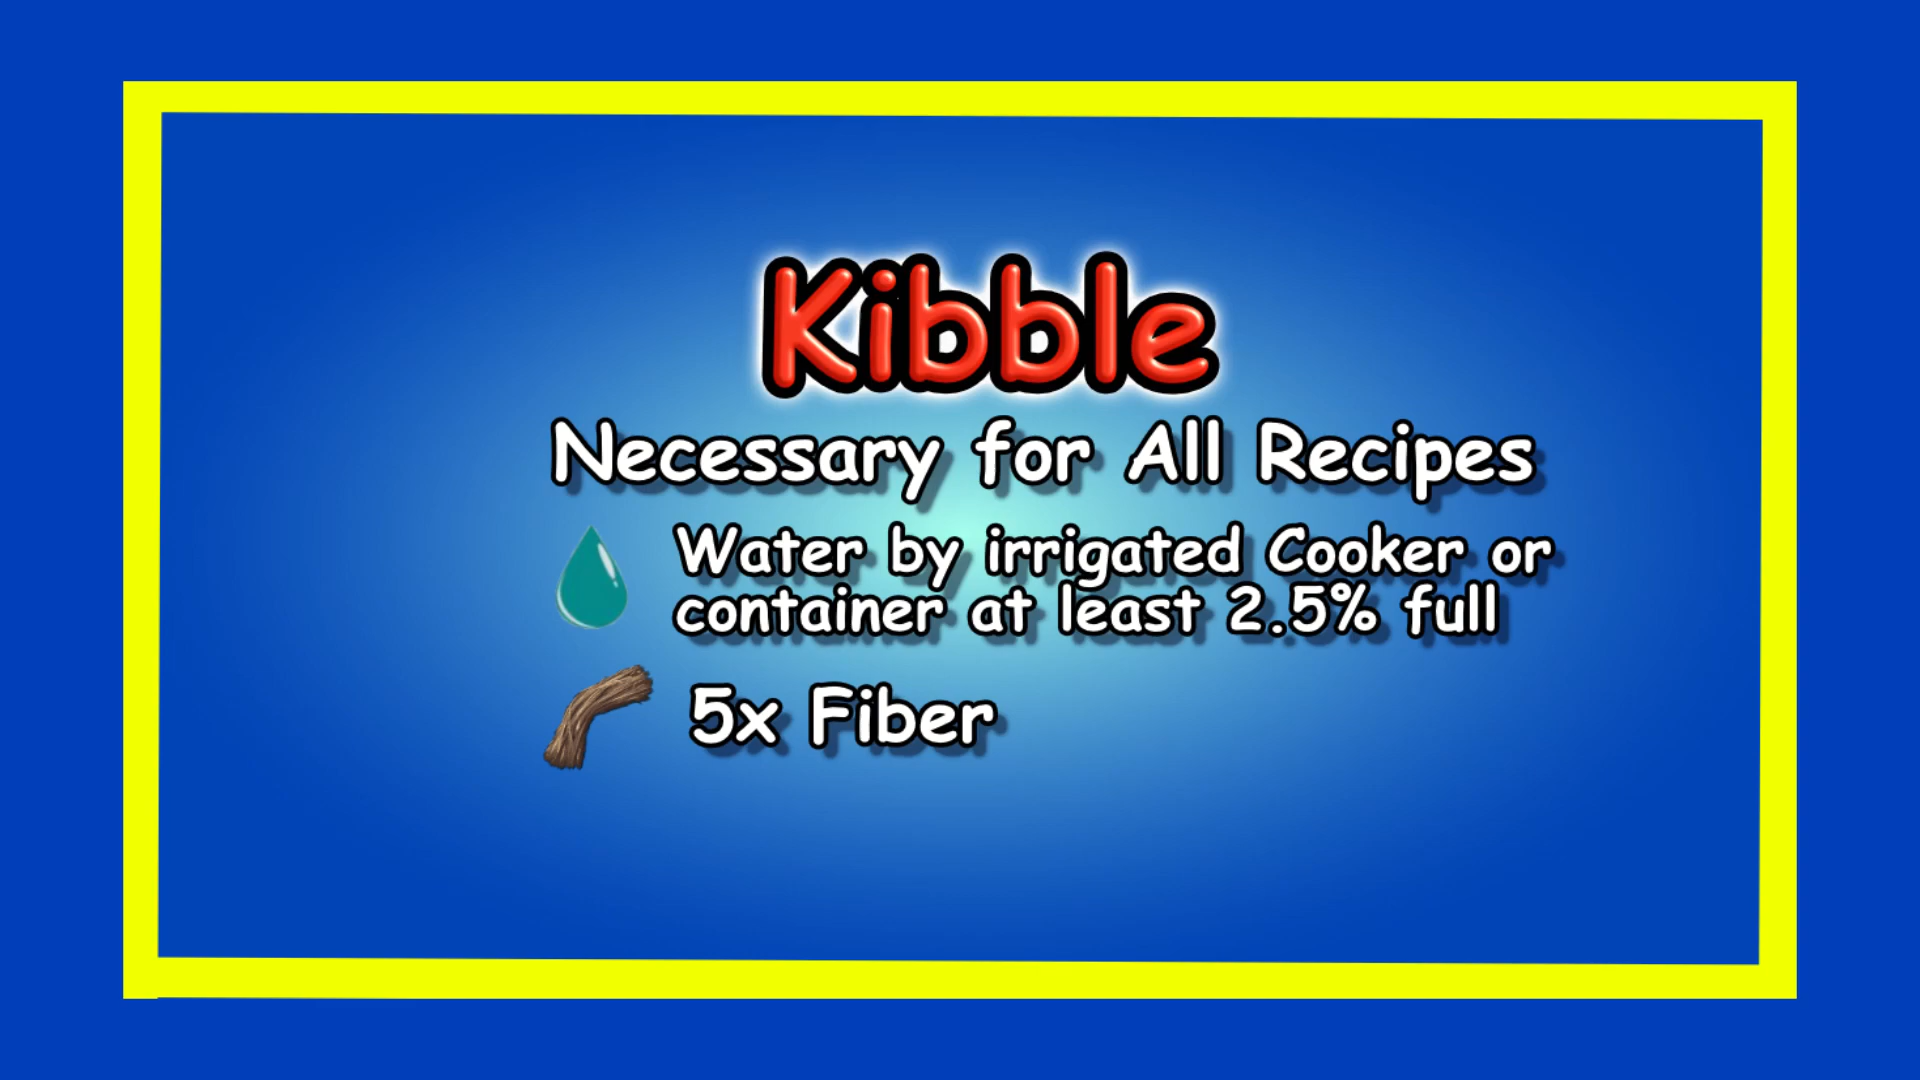 Kibble
Necessary for All Recipes
Water by irrigated Cooker or
container at least 2.5% full
5x Fiber